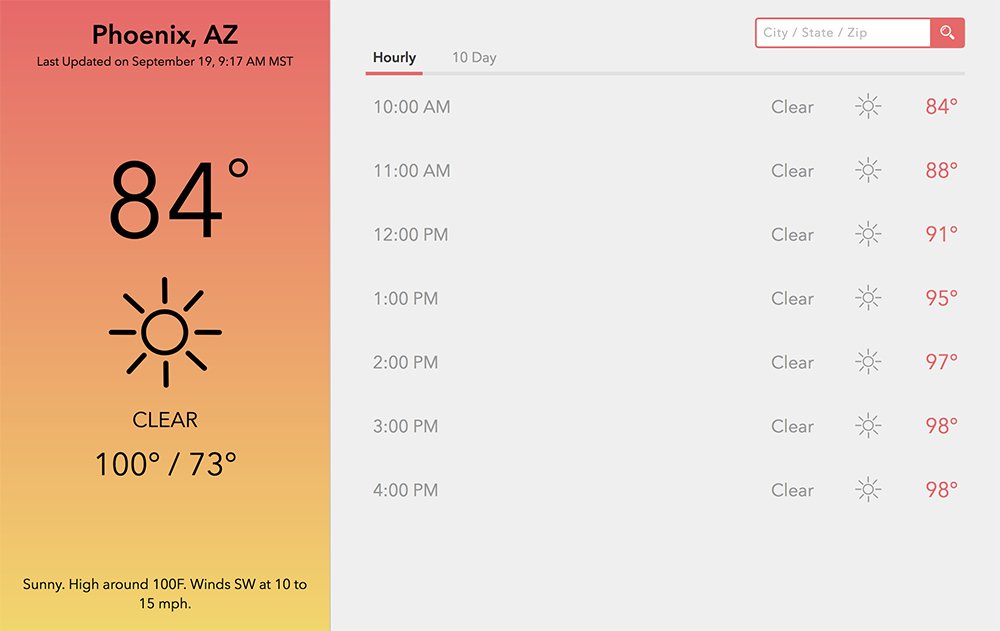 Phoenix, AZ
Last Updated on September 19, 9:17 AM MST
84°
CLEAR
100° / 73°
Sunny. High around 100F. Winds SW at 10 to
15 mph.
City / State / Zip
Hourly 10 Day
10:00 AM Clear 84°
11:00 AM Clear 88°
12:00 PM Clear 91°
1:00 PM Clear 95°
2:00 PM Clear 97°
3:00 PM Clear 98°
4:00 PM Clear 98°